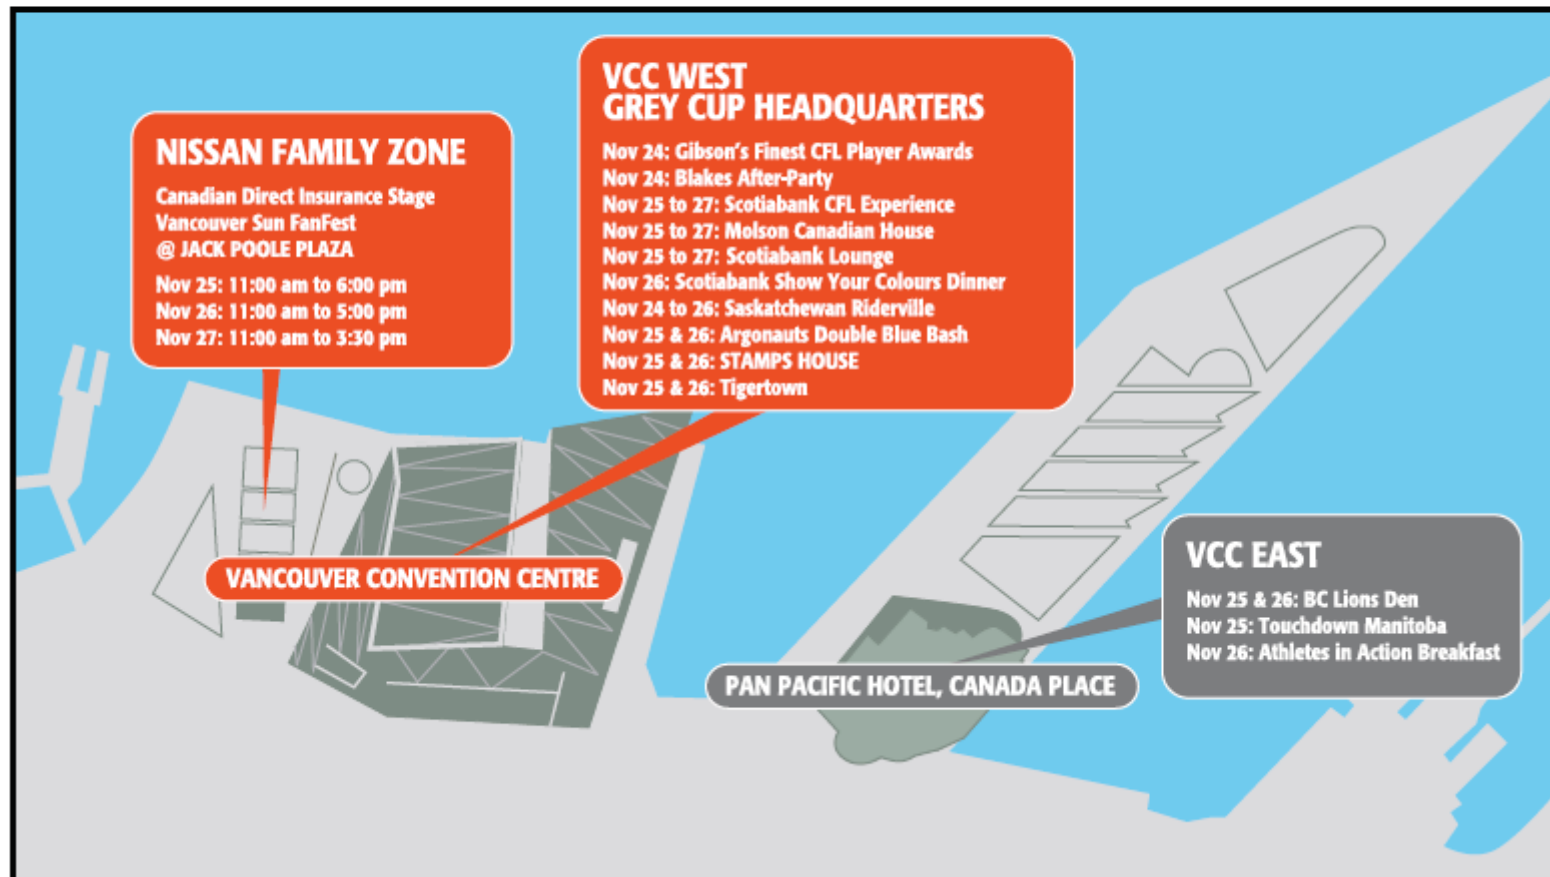 NISSAN FAMILY ZONE
Canadian Direct Insurance Stage
Vancouver Sun FanFest
@ JACK POOLE PLAZA
Nov 25: 11:00 am to 6:00 pm
Nov 26: 11:00 am to 5:00 pm
Nov 27: 11:00 am to 3:30 pm
VCC WEST
GREY CUP HEADQUARTERS
Nov 24: Gibson's Finest CFL Player Awards
Nov 24: Blakes After-Party
Nov 25 to 27: Scotiabank CFL Experience
Nov 25 to 27: Molson Canadian House
Nov 25 to 27: Scotiabank Lounge
Nov 26: Scotiabank Show Your Colours Dinner
Nov 24 to 26: Saskatchewan Riderville
Nov 25 & 26: Argonauts Double Blue Bash
Nov 25 & 26: STAMPS HOUSE
Nov 25 & 26: Tigertown
VANCOUVER CONVENTION CENTRE
VCC EAST
Nov 25 & 26: BC Lions Den
Nov 25: Touchdown Manitoba
Nov 26: Athletes in Action Breakfast
PAN PACIFIC HOTEL, CANADA PLACE